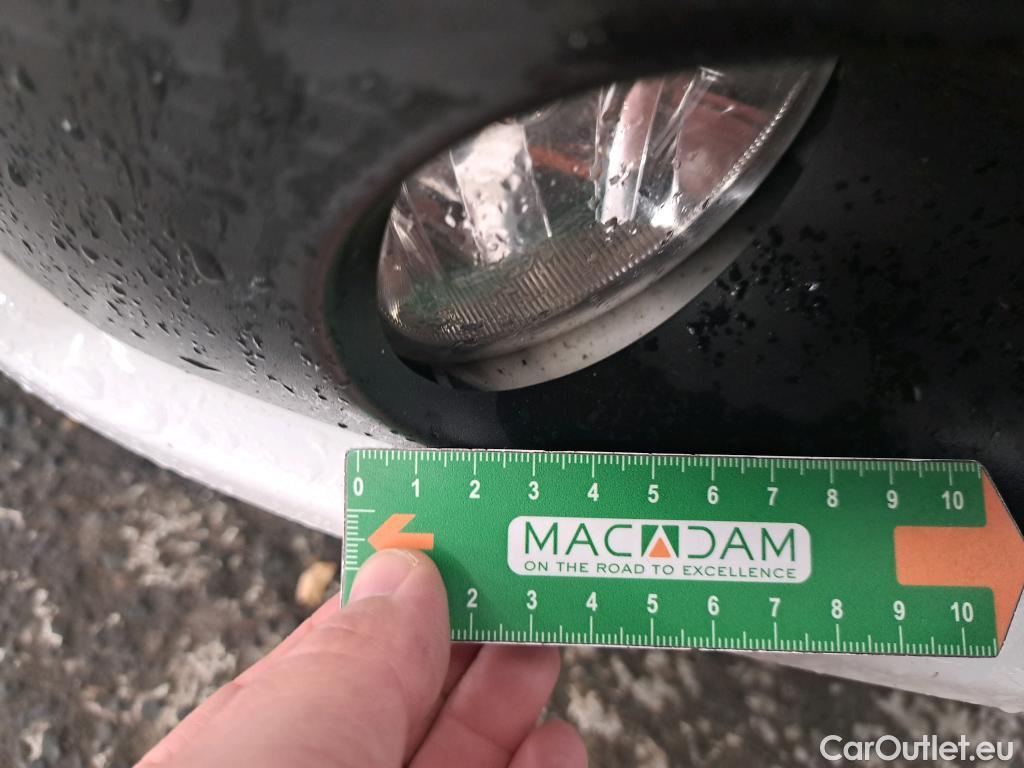 0 1 2 3 4 5 6 7 8 9 10
MACADAM
ON THE ROAD TO EXCELLENCE
2 3 4 5 6 7 8 9 10
CarOutlet.eu